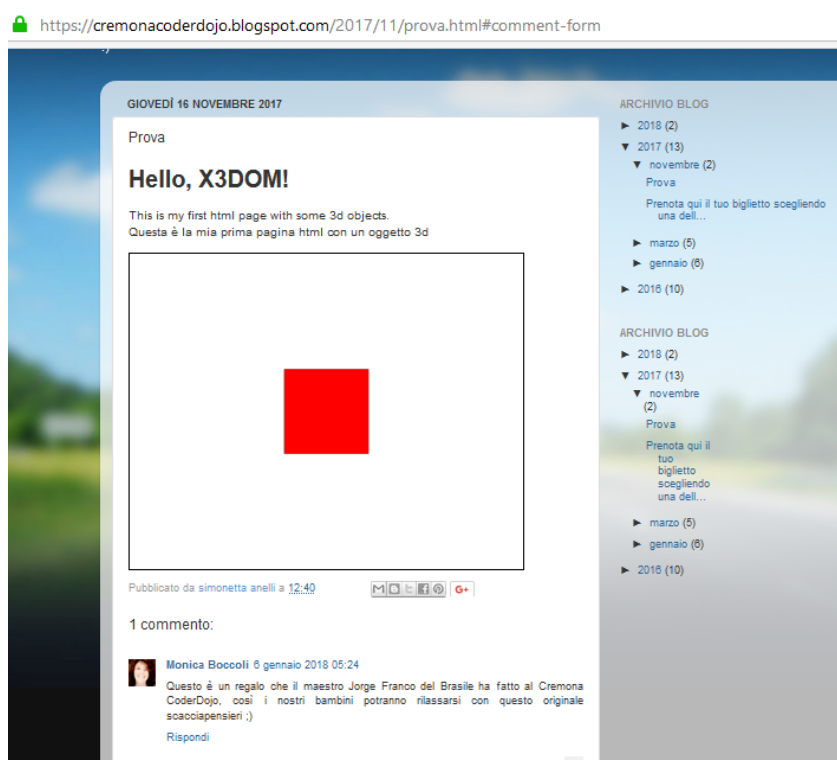 https://cremonacoderdojo.blogspot.com/2017/11/prova.html#comment-form
GIOVEDÌ 16 NOVEMBRE 2017
Prova
Hello, X3DOM!
This is my first html page with some 3d objects.
Questa è la mia prima pagina html con un oggetto 3d
Pubblicato da simonetta anelli a 12:40
G+
1 commento:
Monica Boccoli 6 gennaio 2018 05:24
Questo è un regalo che il maestro Jorge Franco del Brasile ha fatto al Cremona
CoderDojo, così i nostri bambini potranno rilassarsi con questo originale
scacciapensieri ;)
Rispondi
ARCHIVIO BLOG
► 2018 (2)
▼ 2017 (13)
▼ novembre (2)
Prova
Prenota qui il tuo biglietto scegliendo
una dell...
► marzo (5)
► gennaio (6)
► 2016 (10)
ARCHIVIO BLOG
► 2018 (2)
▼ 2017 (13)
▼ novembre
(2)
Prova
Prenota qui il
tuo
biglietto
scegliendo
una dell...
► marzo (5)
► gennaio (6)
► 2016 (10)